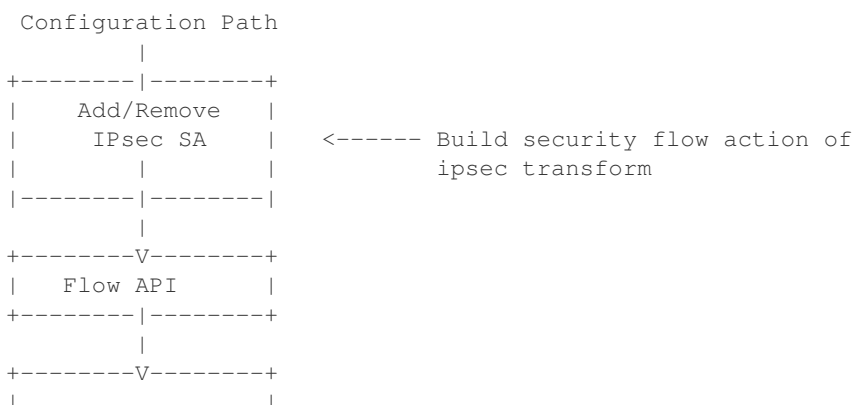 Configuration Path
|
+--------|--------+
|     Add/Remove   |
|      IPsec SA    |   <------ Build security flow action of
|        |        |           ipsec transform
|--------|--------|
|
+--------V--------+
|    Flow API      |
+--------|--------+
|
+--------V--------+
|                 |